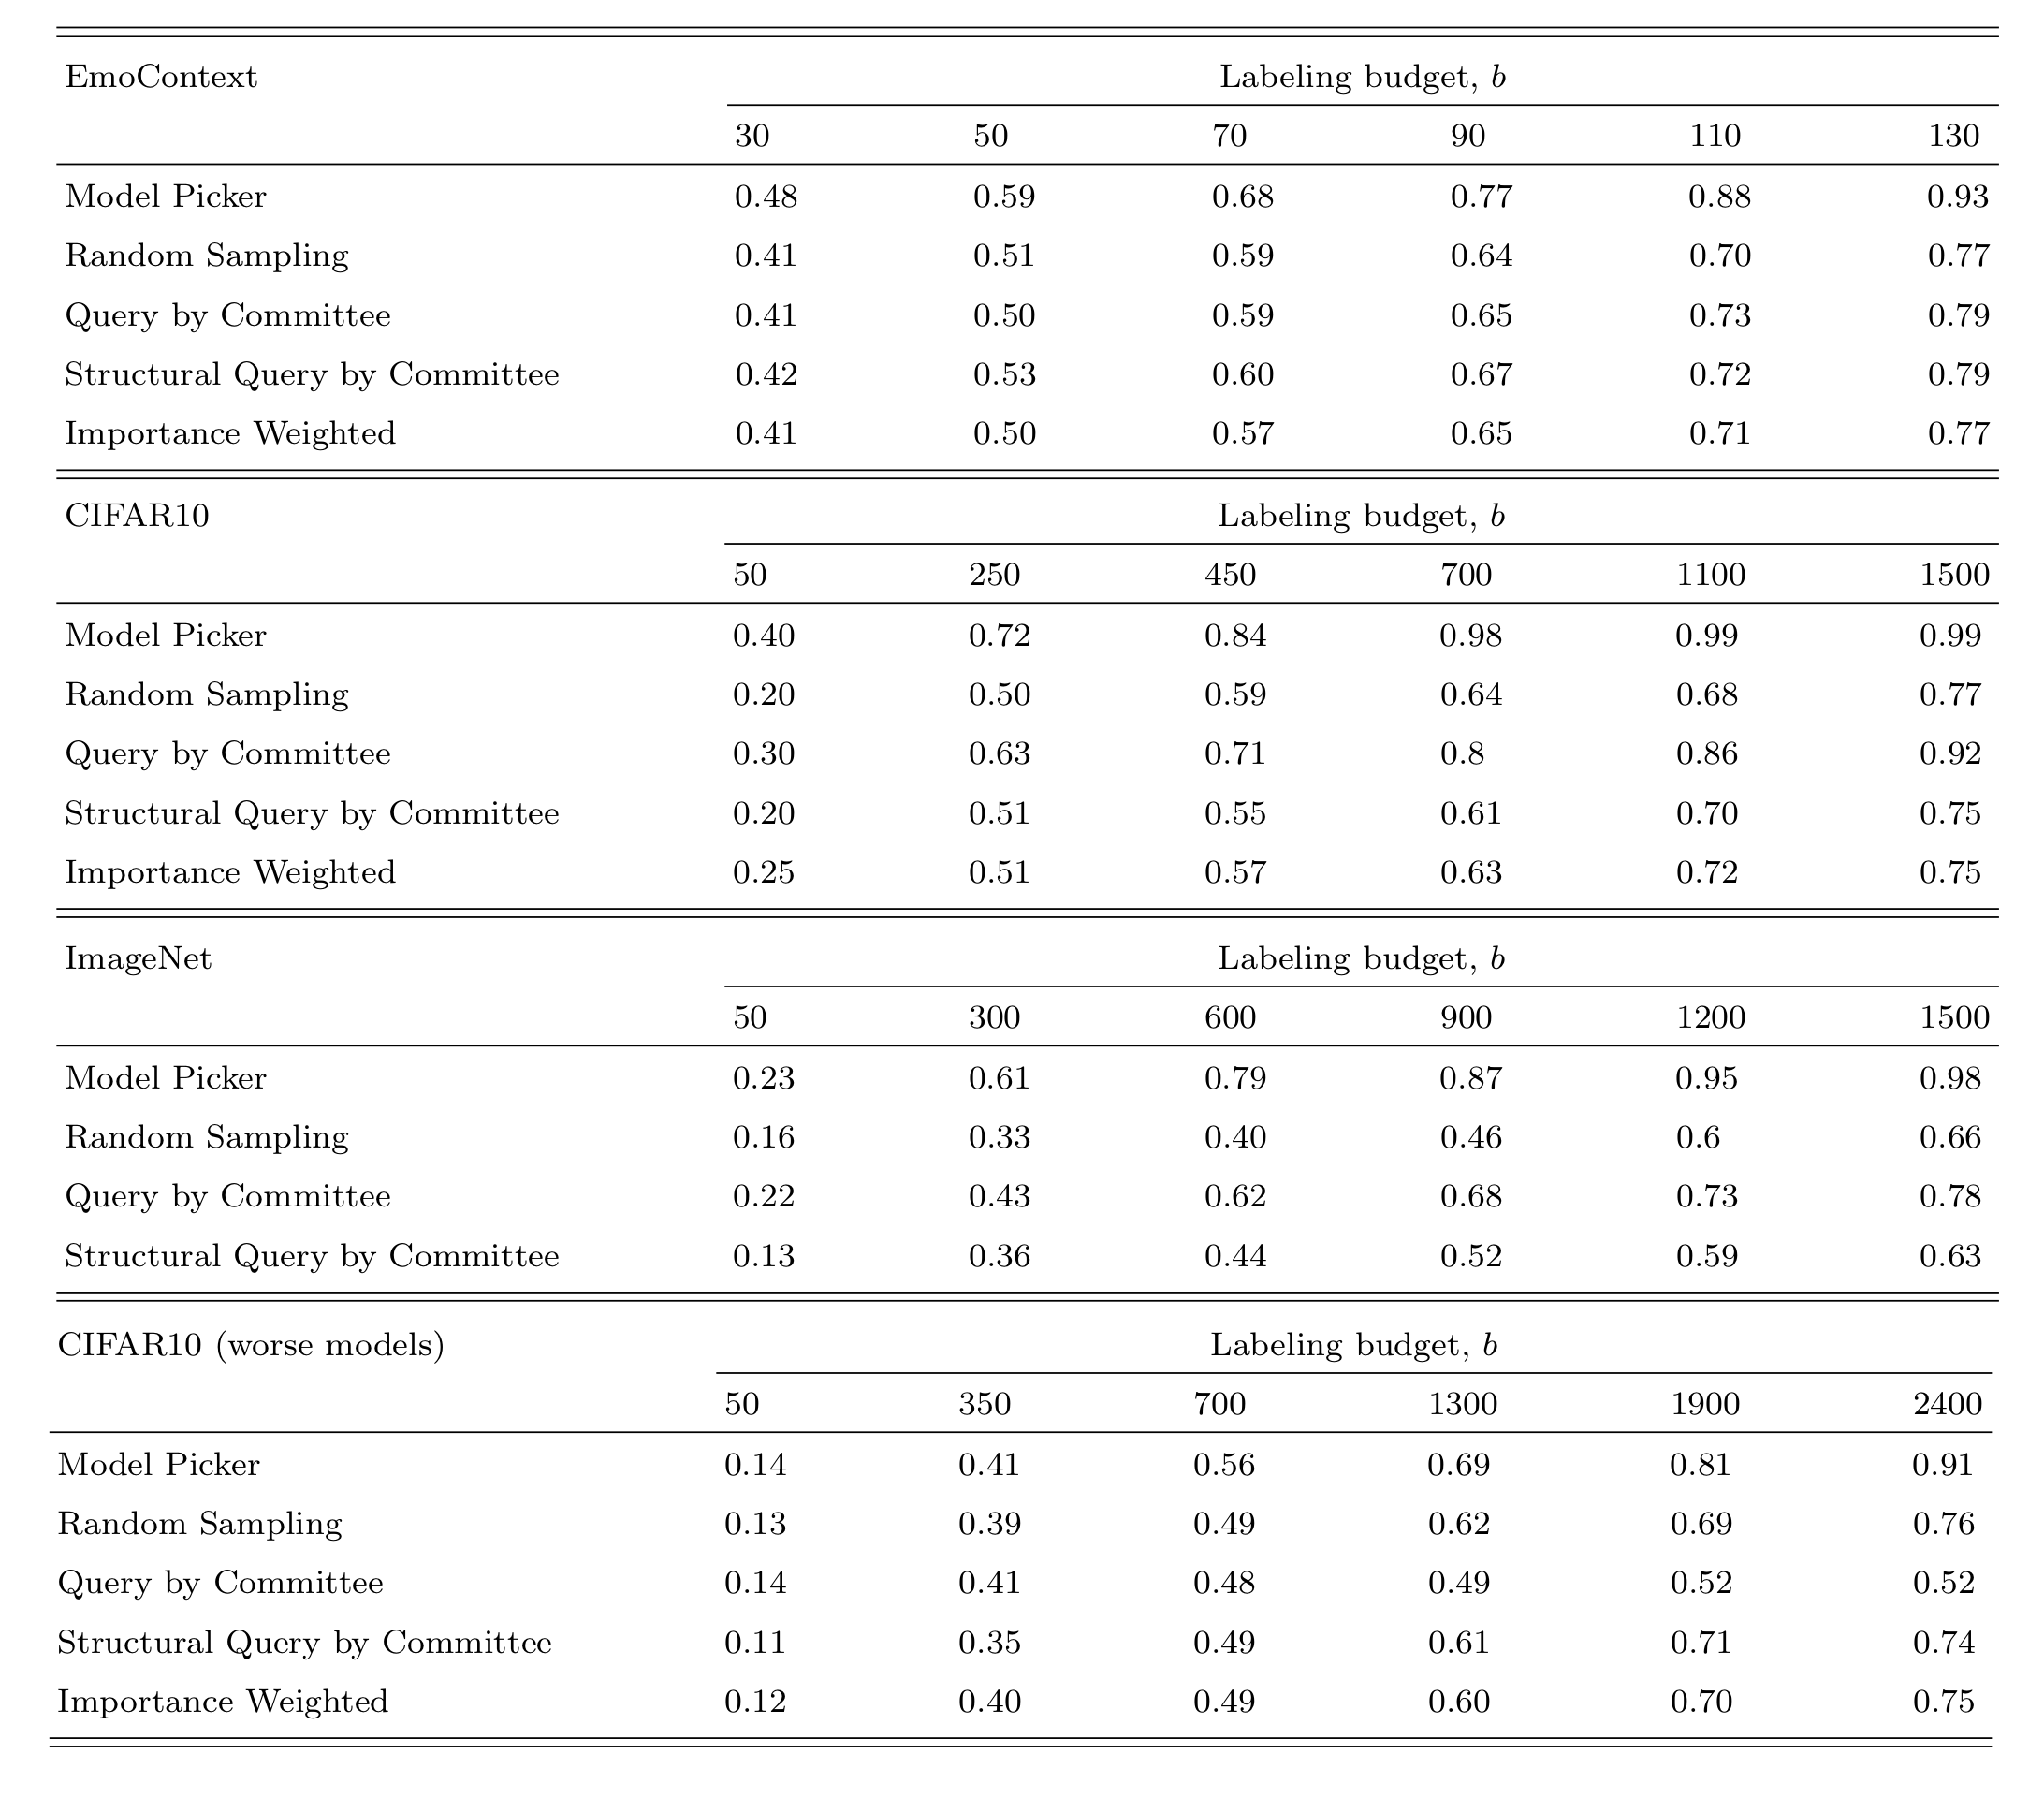 EmoContext Labeling budget, b
30 50 70 90 110 130
Model Picker 0.48 0.59 0.68 0.77 0.88 0.93
Random Sampling 0.41 0.51 0.59 0.64 0.70 0.77
Query by Committee 0.41 0.50 0.59 0.65 0.73 0.79
Structural Query by Committee 0.42 0.53 0.60 0.67 0.72 0.79
Importance Weighted 0.41 0.50 0.57 0.65 0.71 0.77
CIFAR10 Labeling budget, b
50 250 450 700 1100 1500
Model Picker 0.40 0.72 0.84 0.98 0.99 0.99
Random Sampling 0.20 0.50 0.59 0.64 0.68 0.77
Query by Committee 0.30 0.63 0.71 0.8 0.86 0.92
Structural Query by Committee 0.20 0.51 0.55 0.61 0.70 0.75
Importance Weighted 0.25 0.51 0.57 0.63 0.72 0.75
ImageNet Labeling budget, b
50 300 600 900 1200 1500
Model Picker 0.23 0.61 0.79 0.87 0.95 0.98
Random Sampling 0.16 0.33 0.40 0.46 0.6 0.66
Query by Committee 0.22 0.43 0.62 0.68 0.73 0.78
Structural Query by Committee 0.13 0.36 0.44 0.52 0.59 0.63
CIFAR10 (worse models) Labeling budget, b
50 350 700 1300 1900 2400
Model Picker 0.14 0.41 0.56 0.69 0.81 0.91
Random Sampling 0.13 0.39 0.49 0.62 0.69 0.76
Query by Committee 0.14 0.41 0.48 0.49 0.52 0.52
Structural Query by Committee 0.11 0.35 0.49 0.61 0.71 0.74
Importance Weighted 0.12 0.40 0.49 0.60 0.70 0.75